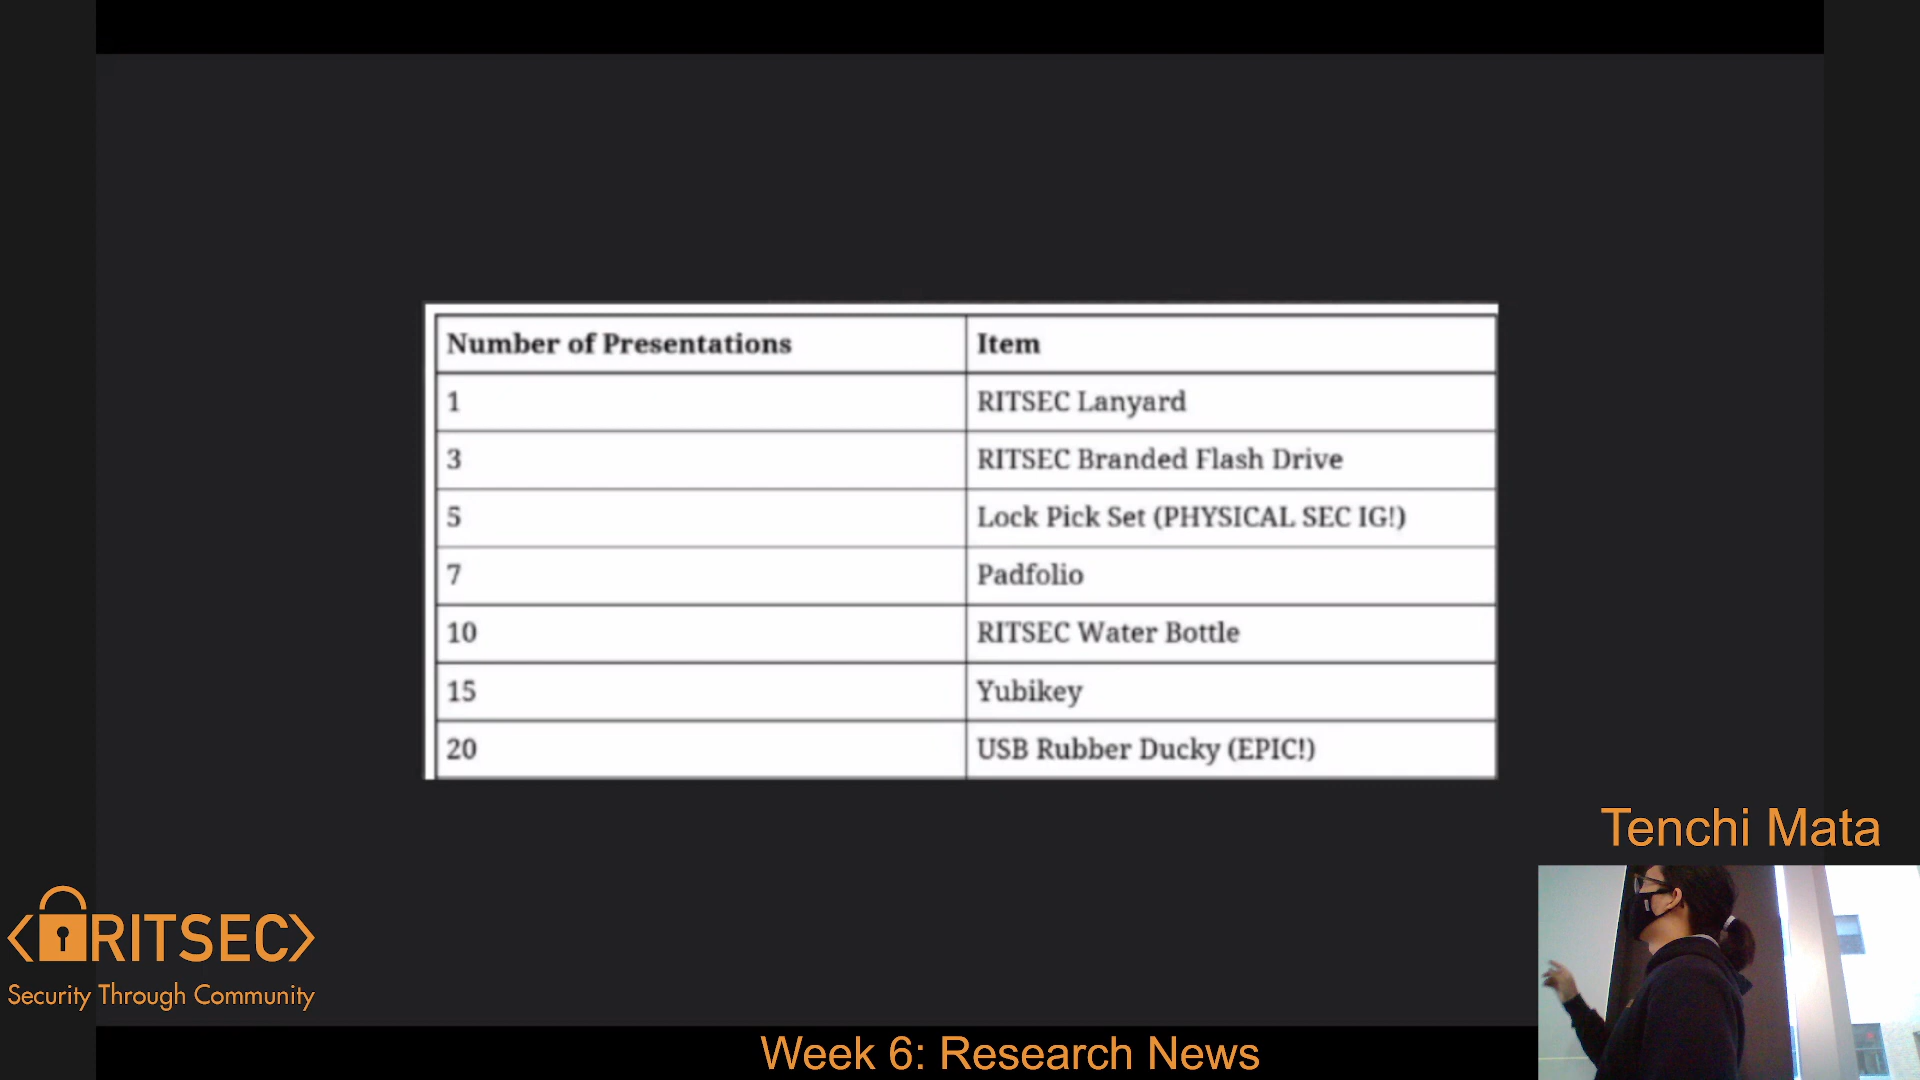 Number of Presentations Item
1 RITSEC Lanyard
3 RITSEC Branded Flash Drive
5 Lock Pick Set (PHYSICAL SEC IG!)
7 Padfolio
10 RITSEC Water Bottle
15 Yubikey
20 USB Rubber Ducky (EPIC!)
Tenchi Mata
<RITSEC>
Security Through Community
Week 6: Research News